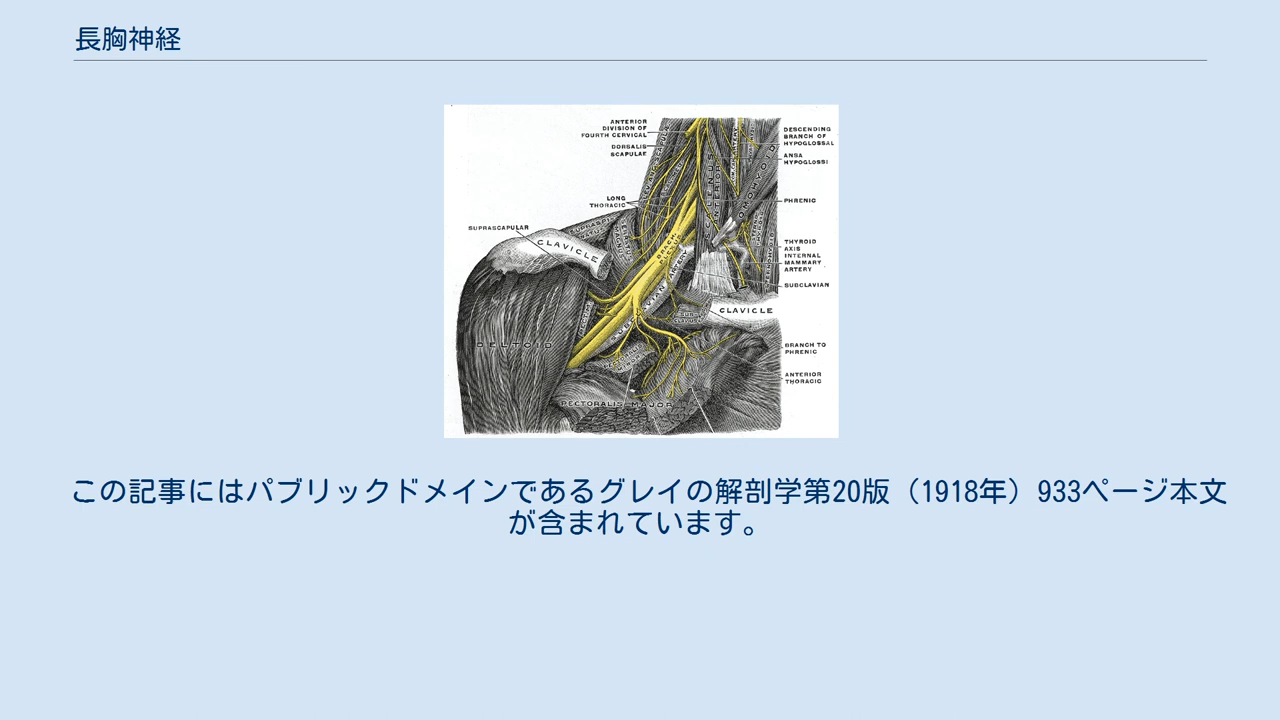 長胸神経
ANTERIOR
DIVISION OF
FOURTH CERVICAL
DORSALIS
SCAPULAE
LONG
THORACIC
SUPRASCAPULAR
CLAVICLE
DELTOID
PECTORALIS MAJOR
SUB
OMOHYOID
CLAVICLE
DESCENDING
BRANCH OF
HYPOGLOSSAL
ANSA
HYPOGLOSSI
PHRENIC
THYROID
AXIS
INTERNAL
MAMMARY
ARTERY
SUBCLAVIAN
BRANCH TO
PHRENIC
ANTERIOR
THORACIC
この記事にはパブリックドメインであるグレイの解剖学第20版（1918年）933ページ本文
が含まれています。